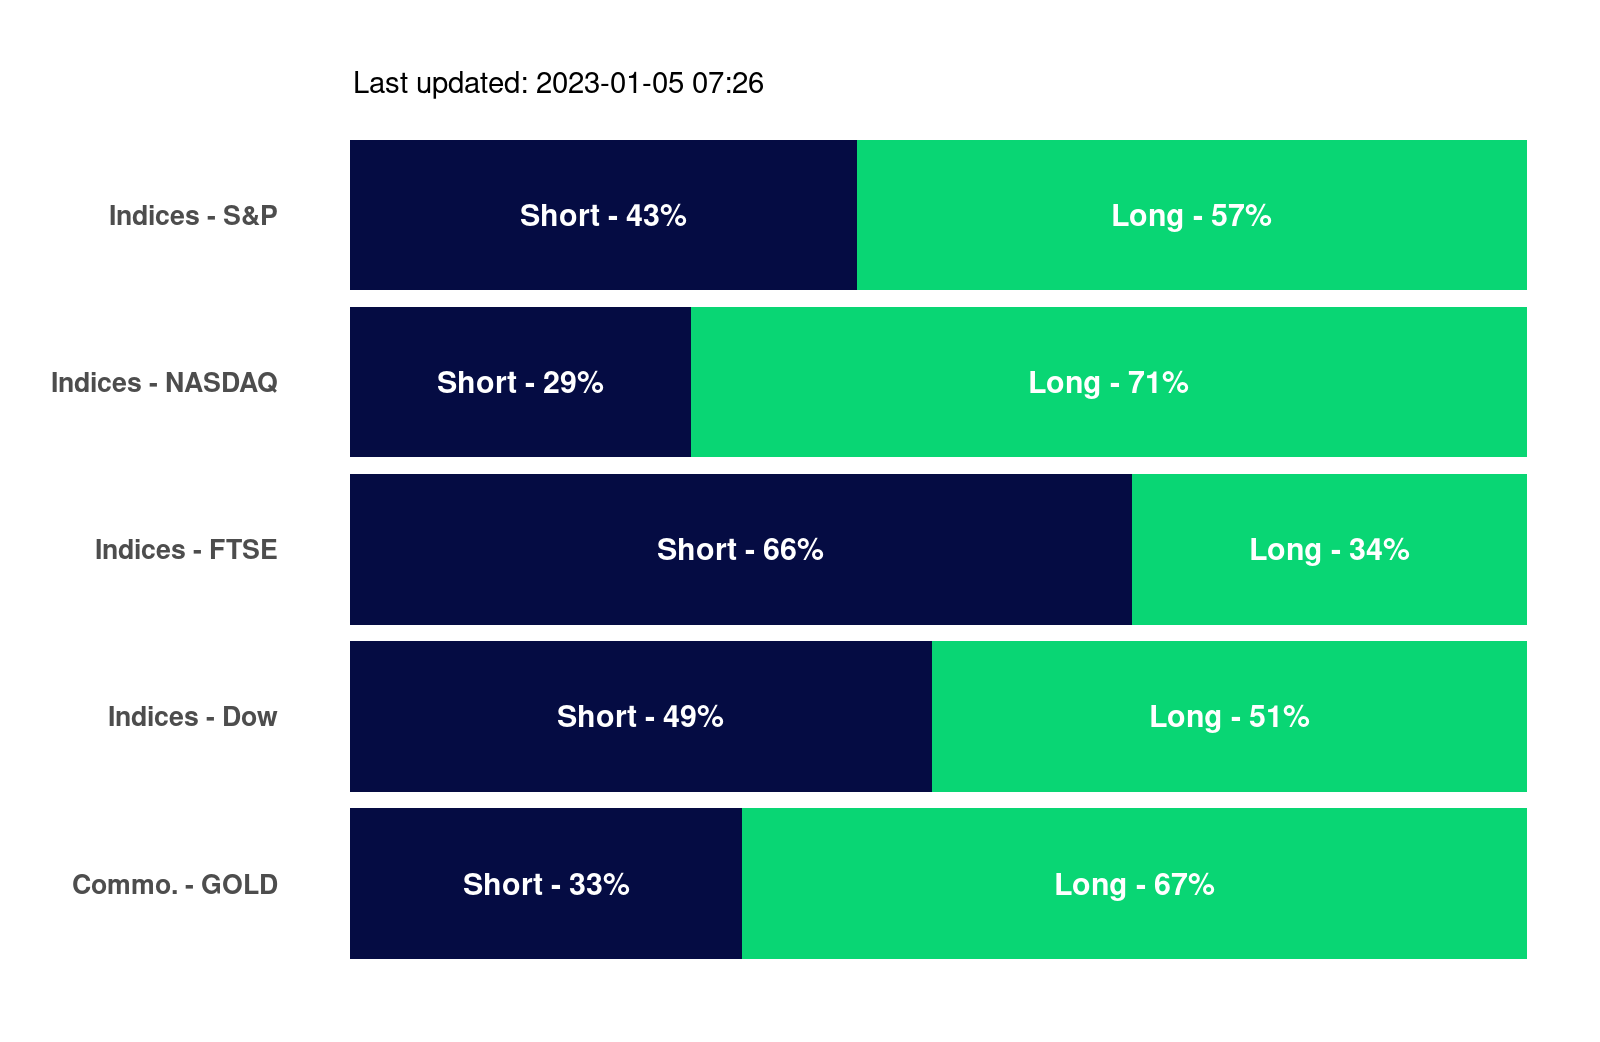 Last updated: 2023-01-05 07:26
Indices - S&P Short - 43% Long - 57%
Indices - NASDAQ Short - 29% Long - 71%
Indices - FTSE Short - 66% Long - 34%
Indices - Dow Short - 49% Long - 51%
Commo. - GOLD Short - 33% Long - 67%